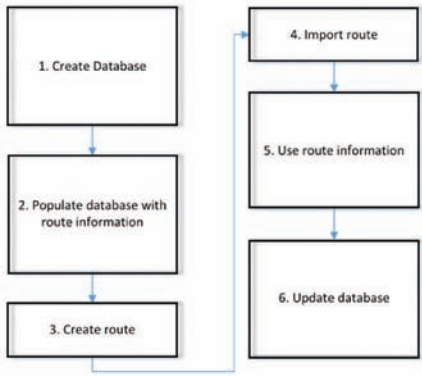 1. Create Database
2. Populate database with
route information
3. Create route
4. Import route
5. Use route information
6. Update database